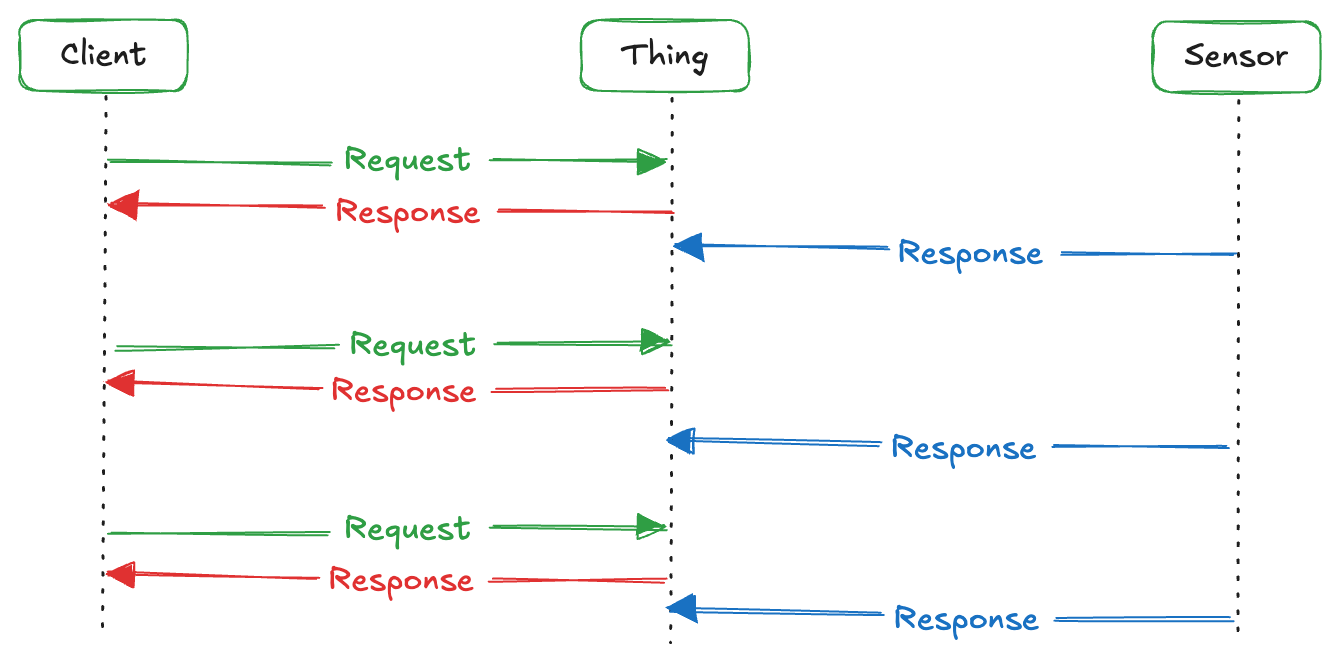 Client
Thing
Sensor
Request
Response
Response
Request
Response
Response
Request
Response
Response